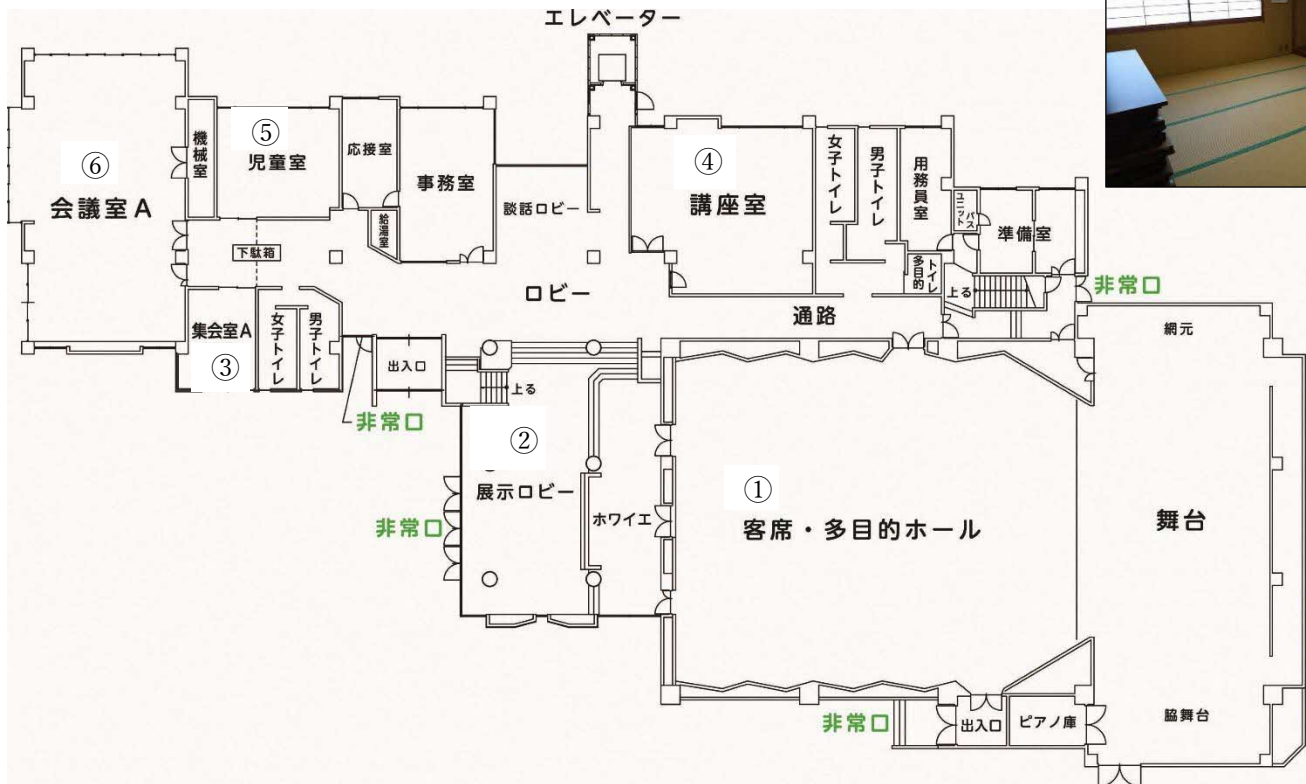 エレベーター
⑥
会議室A
機械室
⑤
児童室
応接室
給湯室
事務室
談話ロビー
④
講座室
女子トイレ
男子トイレ
用務員室
ユニットバス
準備室
下駄箱
ロビー
多目的トイレ
上る
非常口
通路
網元
集会室A
③
女子トイレ
男子トイレ
出入口
上る
非常口
②
展示ロビー
非常口
ホワイエ
①
客席・多目的ホール
舞台
非常口
出入口
ピアノ庫
脇舞台